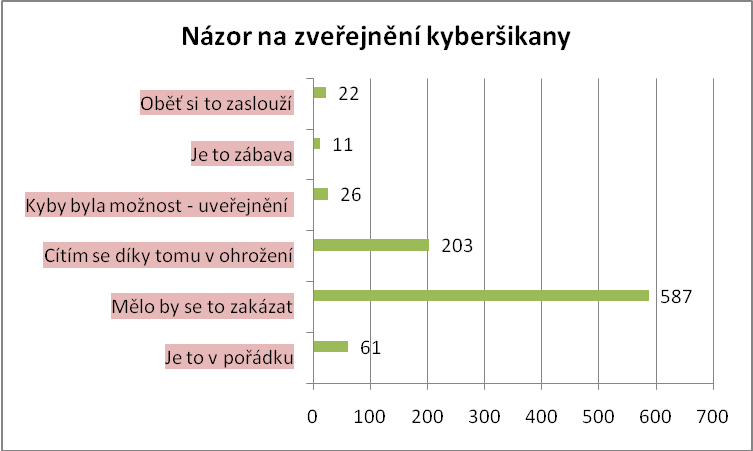 Názor na zveřejnění kyberšikany
Oběť si to zaslouží 22
Je to zábava 11
Kyby byla možnost - uveřejnění 26
Cítím se díky tomu v ohrožení 203
Mělo by se to zakázat 587
Je to v pořádku 61
0 100 200 300 400 500 600 700